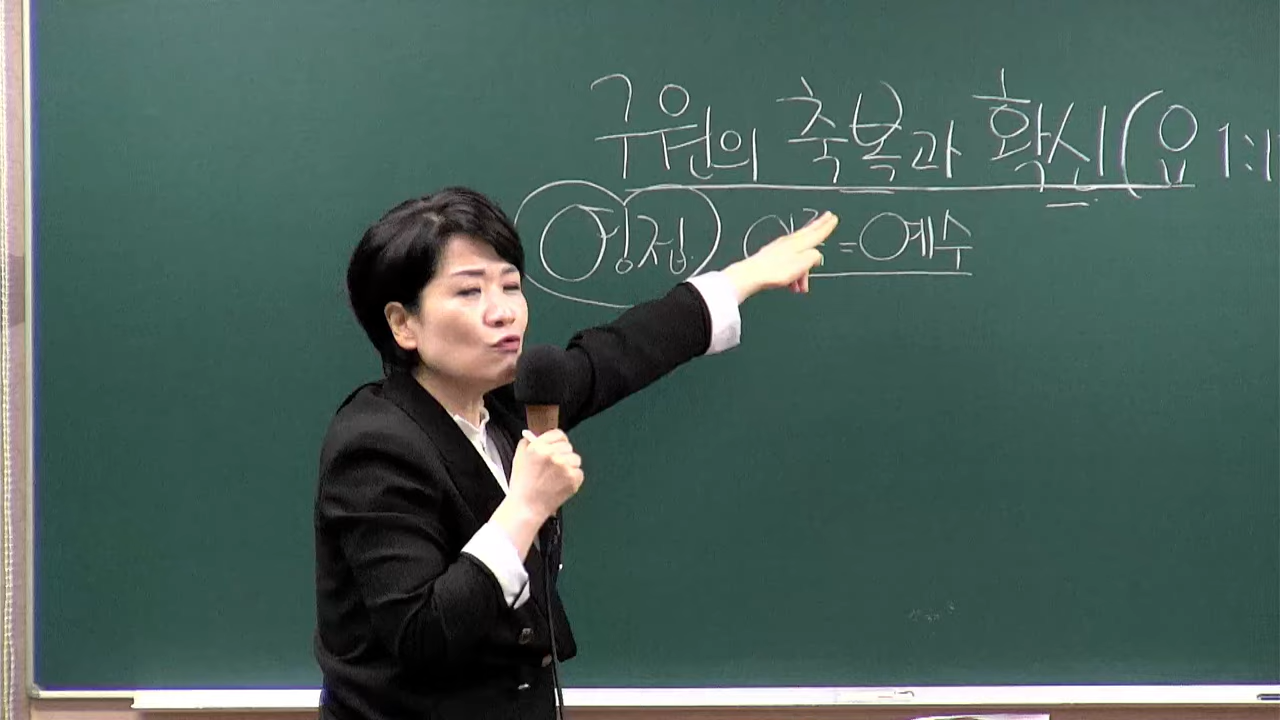 구원의 축복과 확신(요 1:1
영접 = 예수